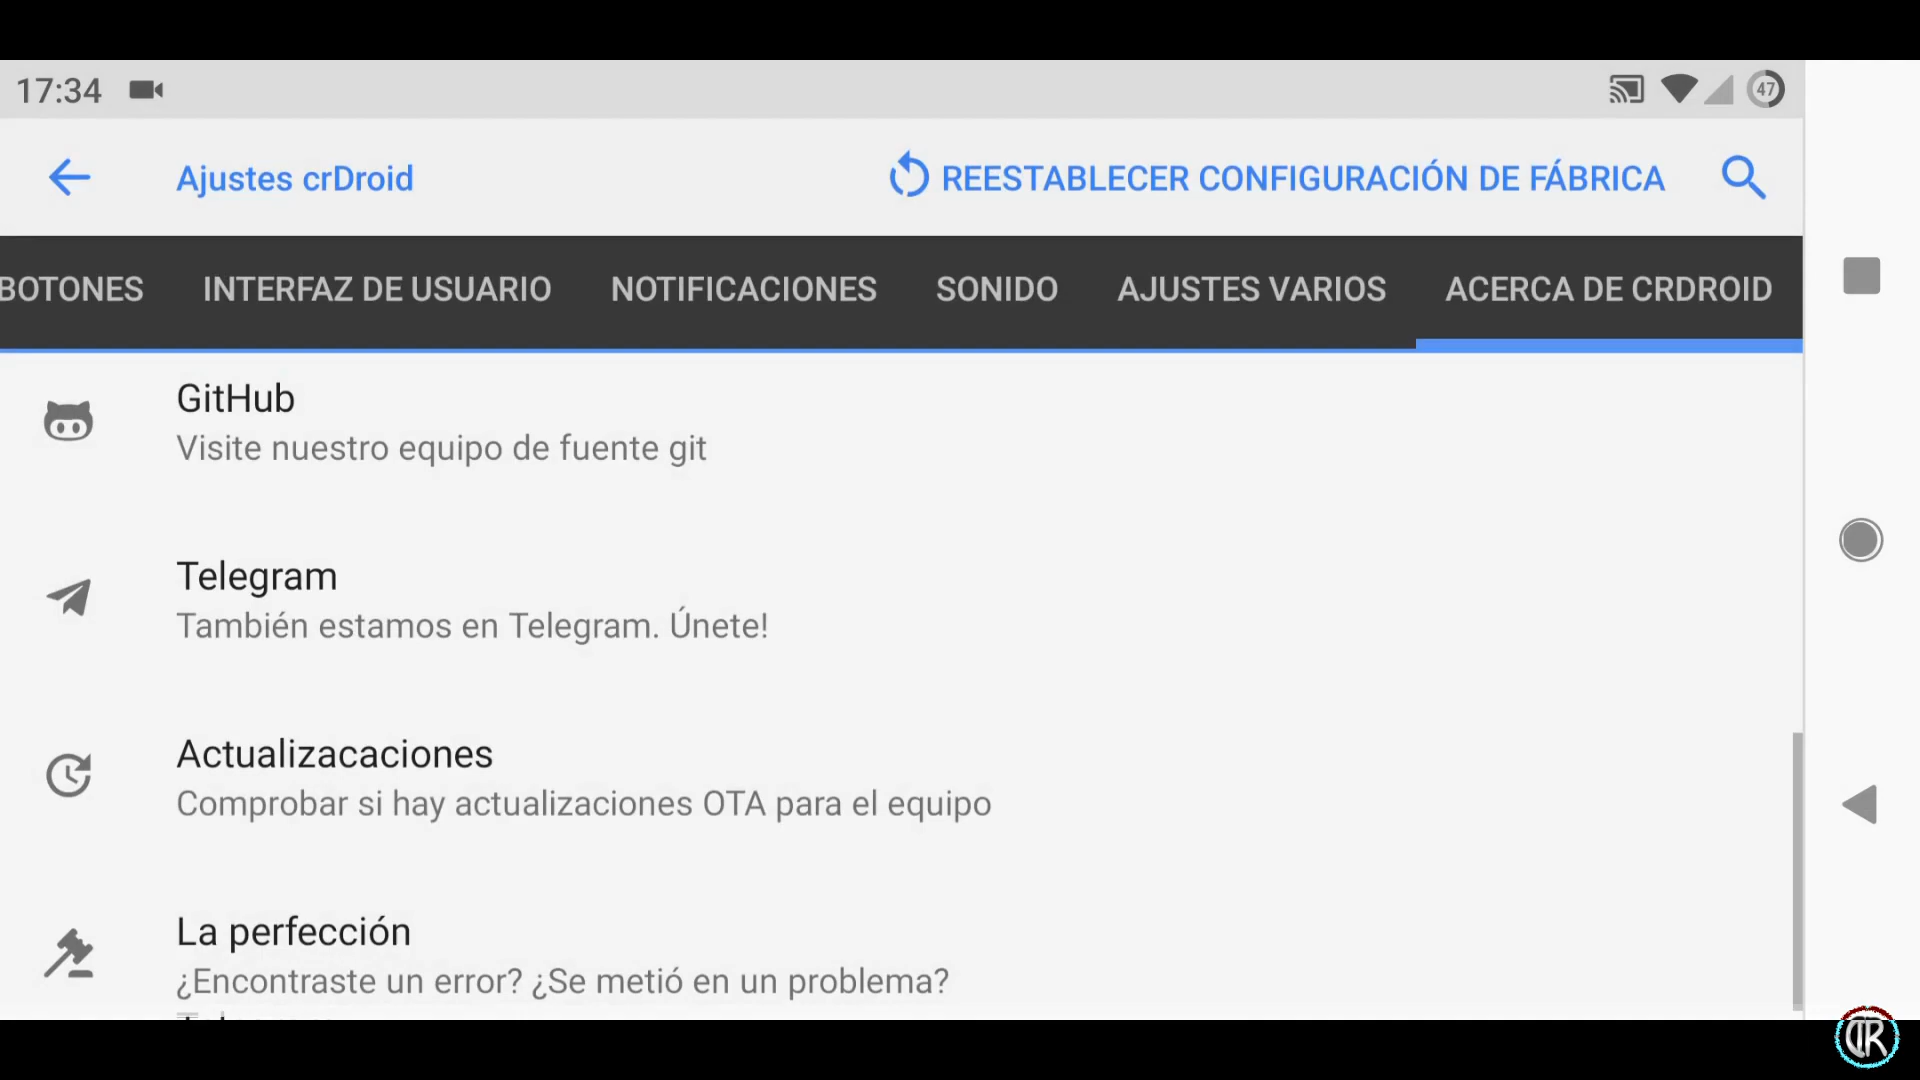 17:34
47
Ajustes crDroid
REESTABLECER CONFIGURACIÓN DE FÁBRICA
BOTONES INTERFAZ DE USUARIO NOTIFICACIONES SONIDO AJUSTES VARIOS ACERCA DE CRDROID
GitHub
Visite nuestro equipo de fuente git
Telegram
También estamos en Telegram. Únete!
Actualizacaciones
Comprobar si hay actualizaciones OTA para el equipo
La perfección
¿Encontraste un error? ¿Se metió en un problema?